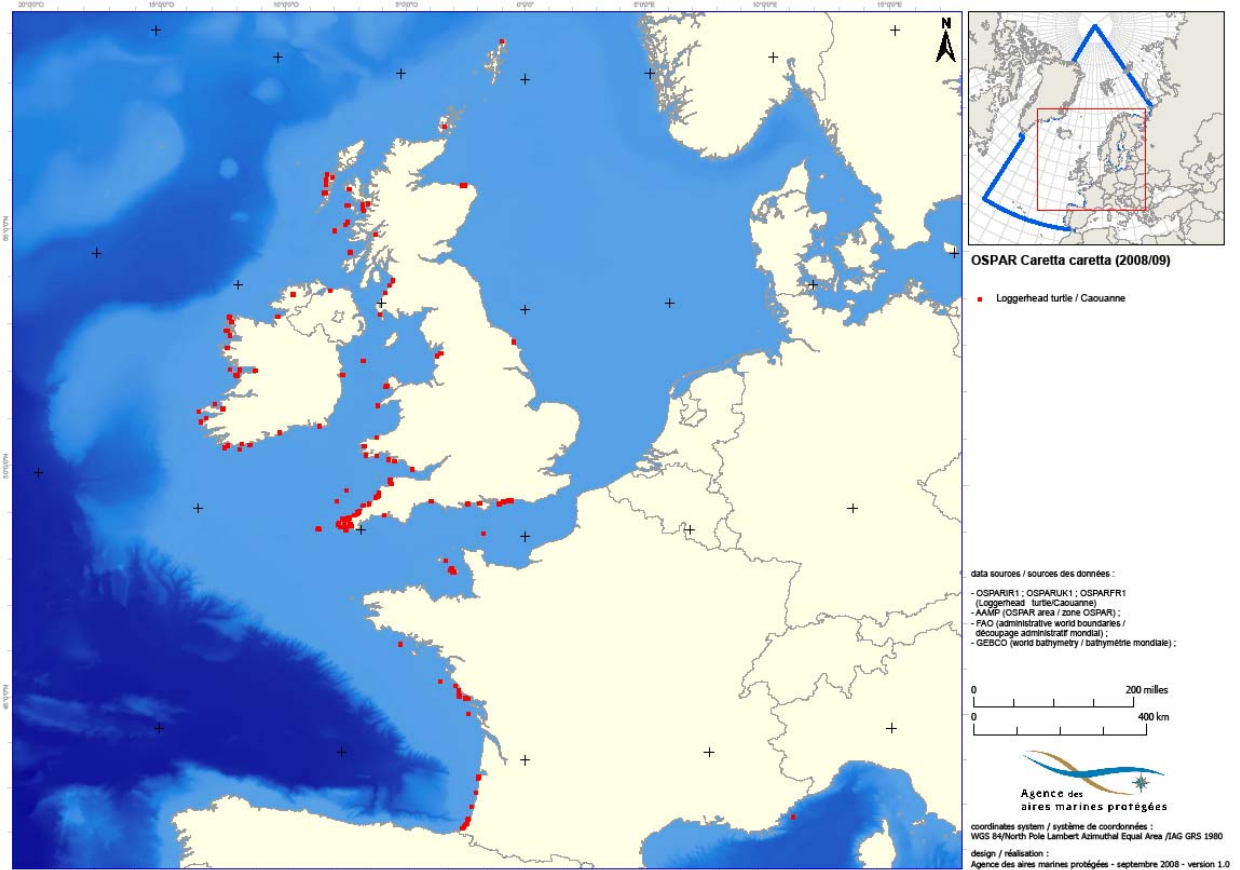 N
OSPAR Caretta caretta (2008/09)
Loggerhead turtle / Caouanne
data sources / sources des données :
- OSPARIR1 ; OSPARUK1 ; OSPARFR1
(Loggerhead turtle/Caouanne)
- AAMP (OSPAR area / zone OSPAR) ;
- FAO (administrative world boundaries /
découpage administratif mondial) ;
- GEBCO (world bathymetry / bathymétrie mondiale) ;
0 200 milles
0 400 km
Agence des
aires marines protégées
coordinates system / système de coordonnées :
WGS 84/North Pole Lambert Azimuthal Equal Area /IAG GRS 1980
design / réalisation :
Agence des aires marines protégées - septembre 2008 - version 1.0